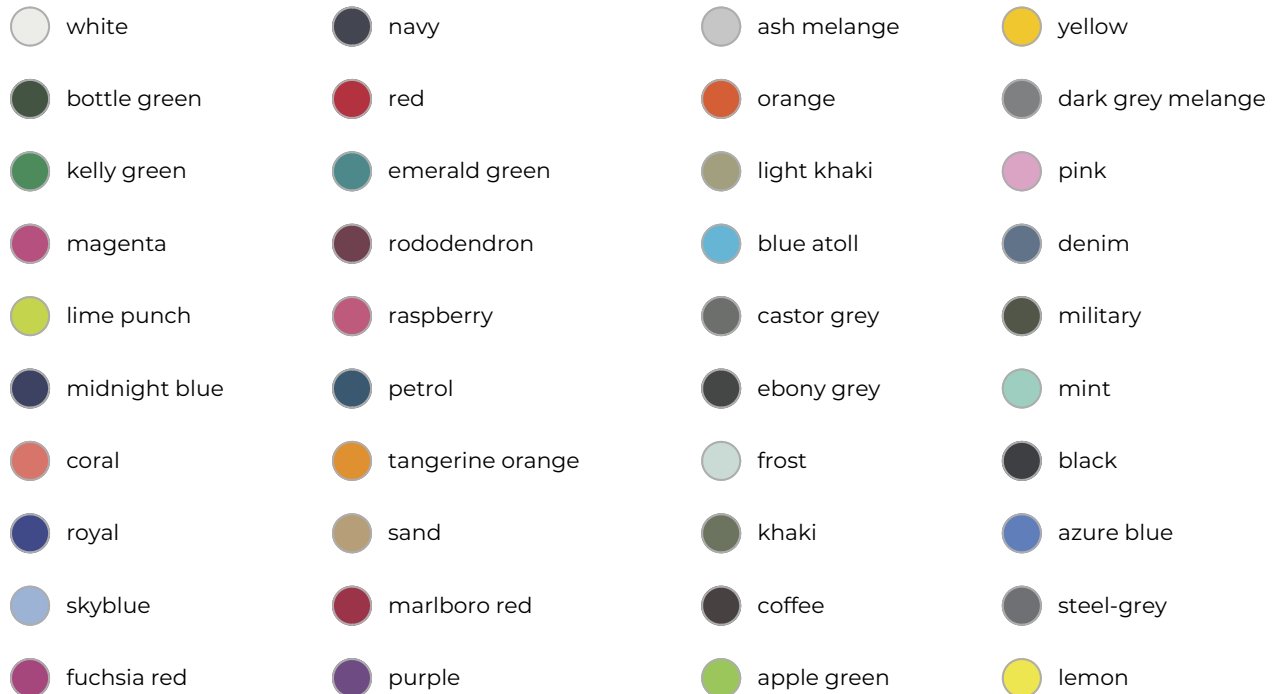 white
navy
ash melange
yellow
bottle green
red
orange
dark grey melange
kelly green
emerald green
light khaki
pink
magenta
rododendron
blue atoll
denim
lime punch
raspberry
castor grey
military
midnight blue
petrol
ebony grey
mint
coral
tangerine orange
frost
black
royal
sand
khaki
azure blue
skyblue
marlboro red
coffee
steel-grey
fuchsia red
purple
apple green
lemon